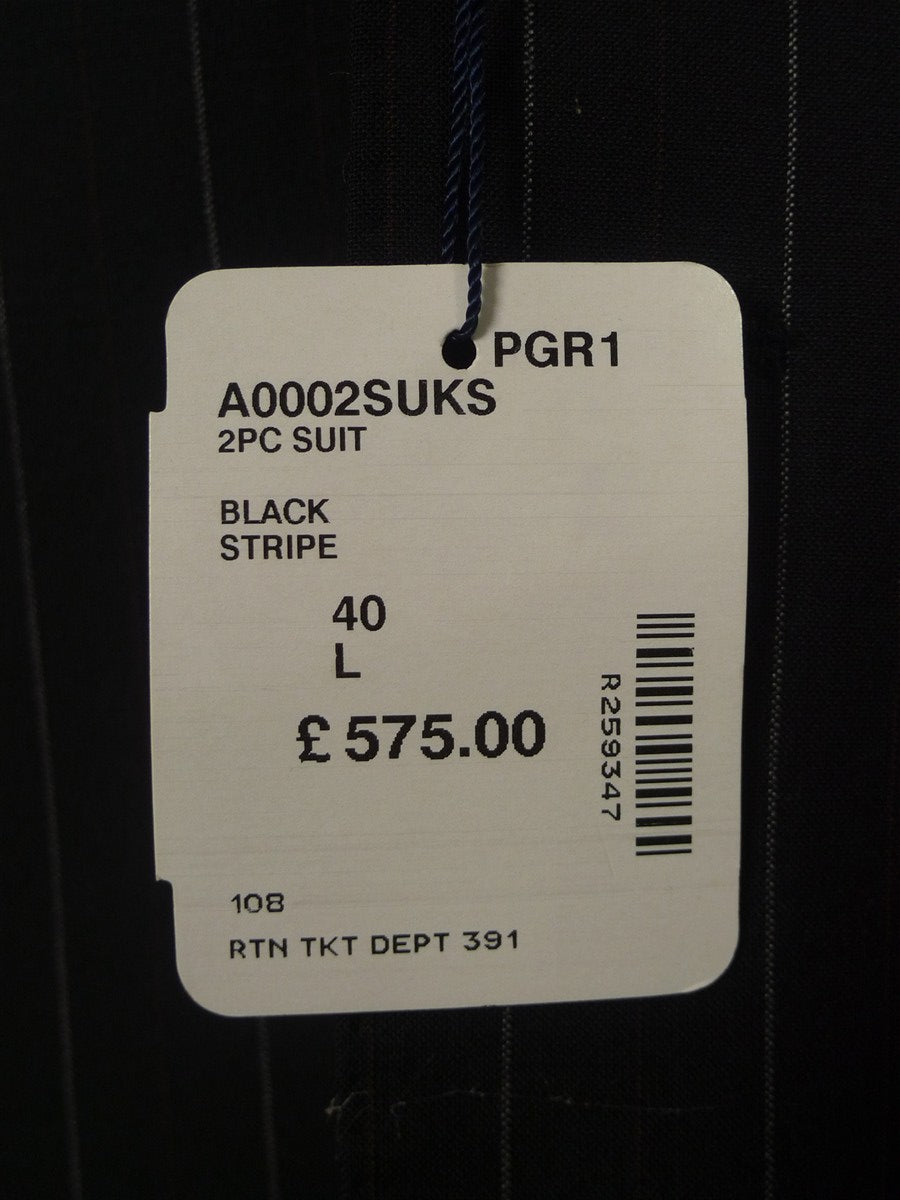 PGR1
A0002SUKS
2PC SUIT
BLACK
STRIPE
40
L
£575.00
R259347
108
RTN TKT DEPT 391